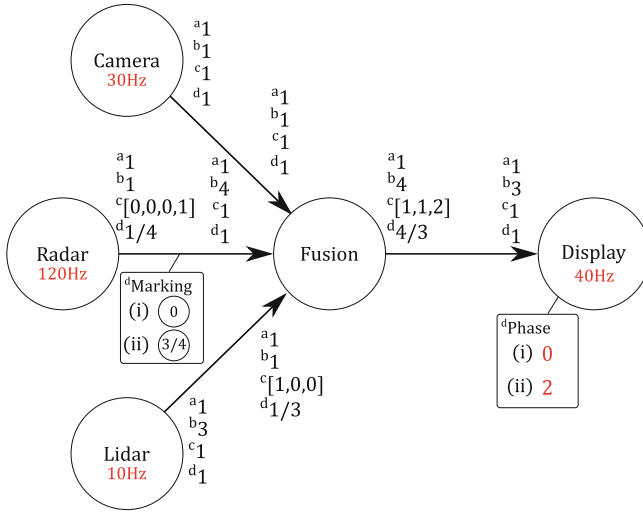 Camera
30Hz
ᵃ1
ᵇ1
ᶜ1
ᵈ1
ᵃ1
ᵇ1
ᶜ1
ᵈ1
Radar
120Hz
ᵃ1
ᵇ1
ᶜ[0,0,0,1]
ᵈ1/4
ᵃ1
ᵇ4
ᶜ1
ᵈ1
ᵈMarking
(i) 0
(ii) 3/4
Fusion
ᵃ1
ᵇ4
ᶜ[1,1,2]
ᵈ4/3
ᵃ1
ᵇ3
ᶜ1
ᵈ1
Display
40Hz
ᵈPhase
(i) 0
(ii) 2
ᵃ1
ᵇ1
ᶜ[1,0,0]
ᵈ1/3
Lidar
10Hz
ᵃ1
ᵇ3
ᶜ1
ᵈ1